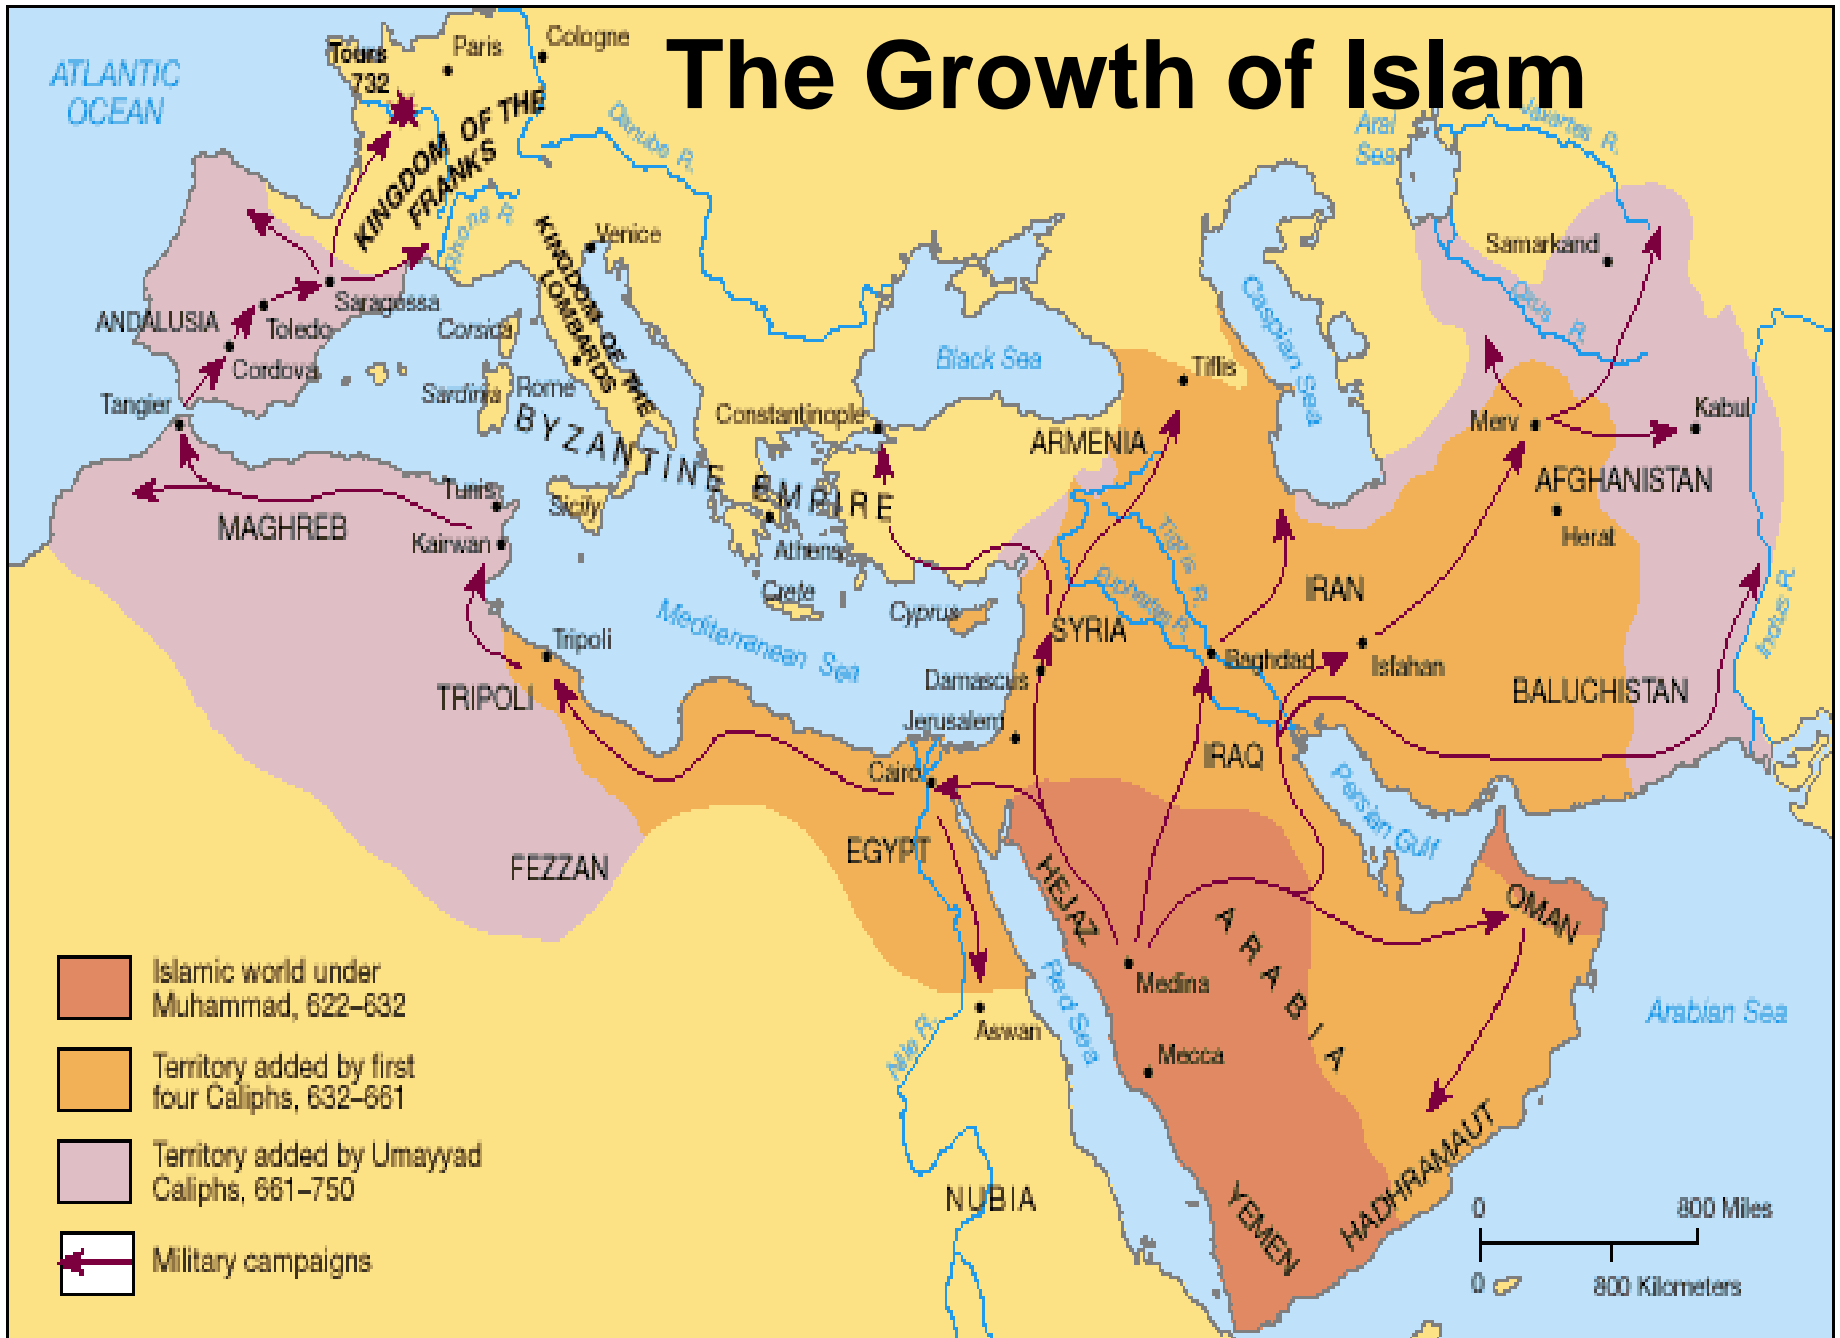 The Growth of Islam
ATLANTIC
OCEAN
Tours
732
Paris
Cologne
KINGDOM OF THE
FRANKS
Rhone R.
Danube R.
Venice
KINGDOM OF THE
LOMBARDS
Aral
Sea
Jaxartes R.
Samarkand
Oxus R.
Caspian Sea
Black Sea
Tiflis
ANDALUSIA
Saragossa
Toledo
Cordova
Tangier
Corsica
Sardinia
Rome
BYZANTINE EMPIRE
Constantinople
ARMENIA
Merv
Kabul
AFGHANISTAN
Herat
MAGHREB
Tunis
Kairwan
Sicily
Athens
Crete
Cyprus
Mediterranean Sea
Tigris R.
Euphrates R.
SYRIA
IRAN
Indus R.
Tripoli
TRIPOLI
Damascus
Baghdad
Isfahan
BALUCHISTAN
Jerusalem
IRAQ
Cairo
Persian Gulf
EGYPT
FEZZAN
HEJAZ
ARABIA
OMAN
Medina
Red Sea
Aswan
Nile R.
Mecca
Arabian Sea
NUBIA
YEMEN
HADHRAMAUT
Islamic world under
Muhammad, 622–632
Territory added by first
four Caliphs, 632–661
Territory added by Umayyad
Caliphs, 661–750
Military campaigns
0 800 Miles
0 800 Kilometers